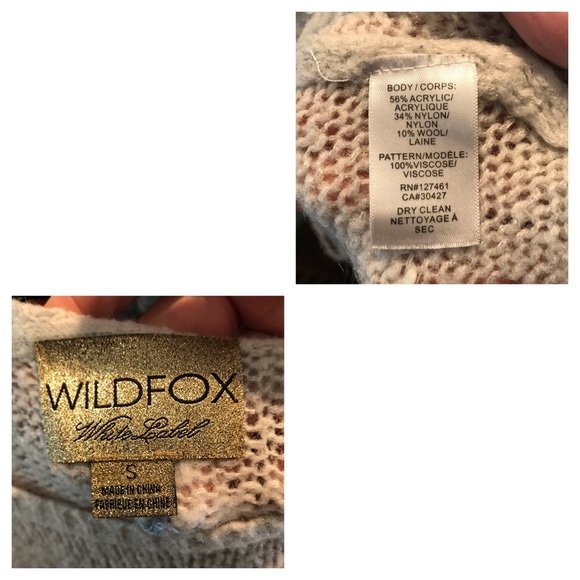 BODY / CORPS:
56% ACRYLIC/
ACRYLIQUE
34% NYLON/
NYLON
10% WOOL/
LAINE
PATTERN/MODÈLE:
100%VISCOSE/
VISCOSE
RN#127461
CA#30427
DRY CLEAN
NETTOYAGE À
SEC
WILDFOX
White Label
S
MADE IN CHINA
FABRIQUÉ EN CHINE